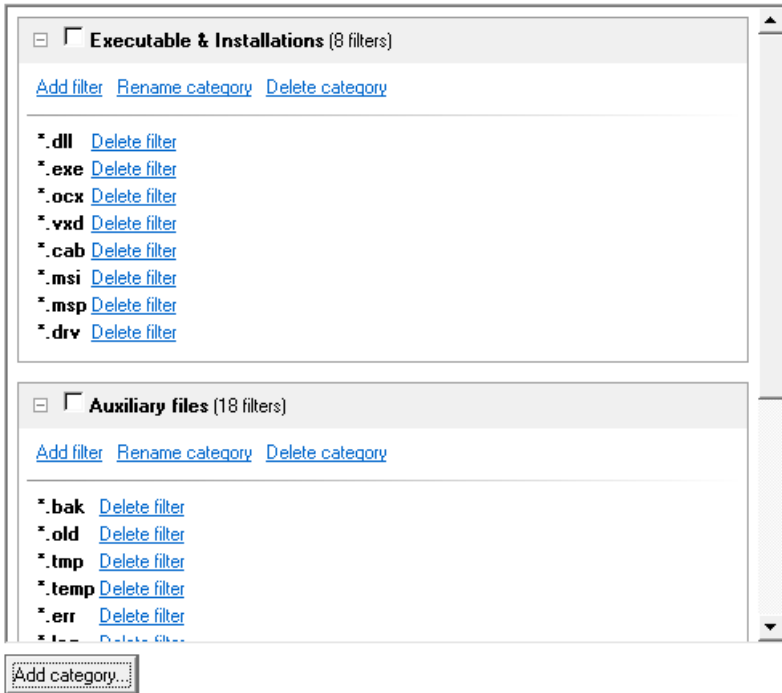 Executable & Installations (8 filters)
Add filter Rename category Delete category
*.dll Delete filter
*.exe Delete filter
*.ocx Delete filter
*.vxd Delete filter
*.cab Delete filter
*.msi Delete filter
*.msp Delete filter
*.drv Delete filter
Auxiliary files (18 filters)
Add filter Rename category Delete category
*.bak Delete filter
*.old Delete filter
*.tmp Delete filter
*.temp Delete filter
*.err Delete filter
Add category...